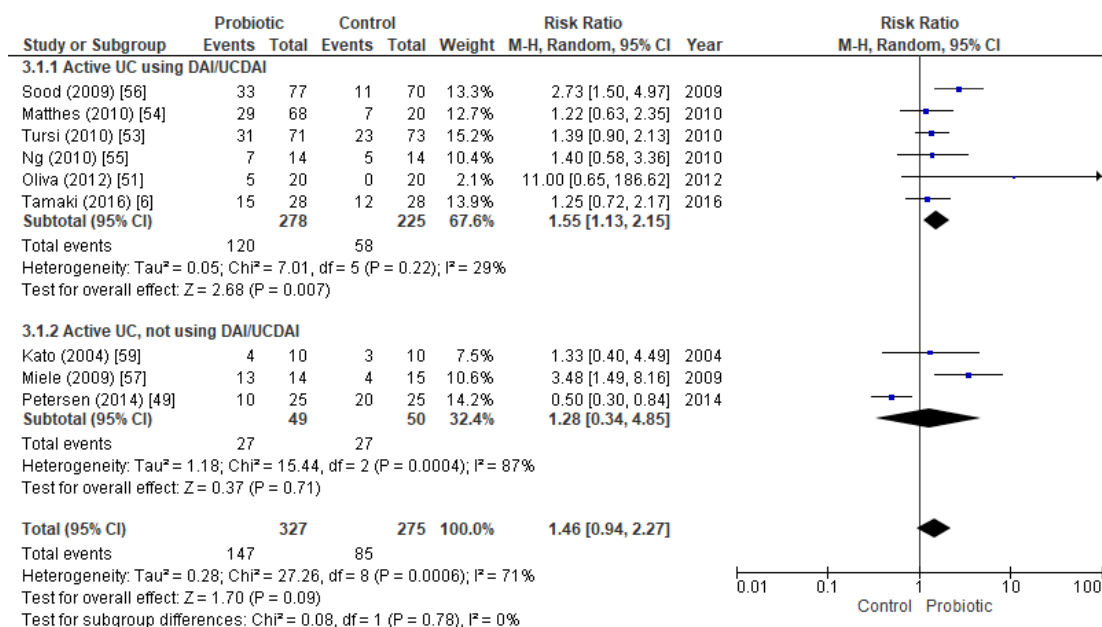 Probiotic Control Risk Ratio Risk Ratio
Study or Subgroup Events Total Events Total Weight M-H, Random, 95% CI Year M-H, Random, 95% CI
3.1.1 Active UC using DAI/UCDAI
Sood (2009) [56] 33 77 11 70 13.3% 2.73 [1.50, 4.97] 2009
Matthes (2010) [54] 29 68 7 20 12.7% 1.22 [0.63, 2.35] 2010
Tursi (2010) [53] 31 71 23 73 13.9% 1.39 [0.90, 2.13] 2010
Ng (2010) [55] 7 14 5 14 10.4% 1.40 [0.58, 3.36] 2010
Oliva (2012) [51] 5 20 0 20 2.1% 11.00 [0.65, 186.62] 2012
Tamaki (2016) [6] 15 28 12 28 13.9% 1.25 [0.72, 2.17] 2016
Subtotal (95% CI) 278 225 67.6% 1.55 [1.13, 2.15]
Total events 120 58
Heterogeneity: Tau² = 0.05; Chi² = 7.01, df = 5 (P = 0.22); I² = 29%
Test for overall effect: Z = 2.68 (P = 0.007)
3.1.2 Active UC, not using DAI/UCDAI
Kato (2004) [59] 4 10 3 10 7.5% 1.33 [0.40, 4.49] 2004
Miele (2009) [57] 13 14 4 15 10.6% 3.48 [1.49, 8.16] 2009
Petersen (2014) [49] 10 25 20 25 14.2% 0.50 [0.30, 0.84] 2014
Subtotal (95% CI) 49 50 32.4% 1.28 [0.34, 4.85]
Total events 27 27
Heterogeneity: Tau² = 1.18; Chi² = 15.44, df = 2 (P = 0.0004); I² = 87%
Test for overall effect: Z = 0.37 (P = 0.71)
Total (95% CI) 327 275 100.0% 1.46 [0.94, 2.27]
Total events 147 85
Heterogeneity: Tau² = 0.28; Chi² = 27.26, df = 8 (P = 0.0006); I² = 71%
Test for overall effect: Z = 1.70 (P = 0.09)
Test for subgroup differences: Chi² = 0.08, df = 1 (P = 0.78), I² = 0%
0.01 0.1 1 10 100
Control Probiotic